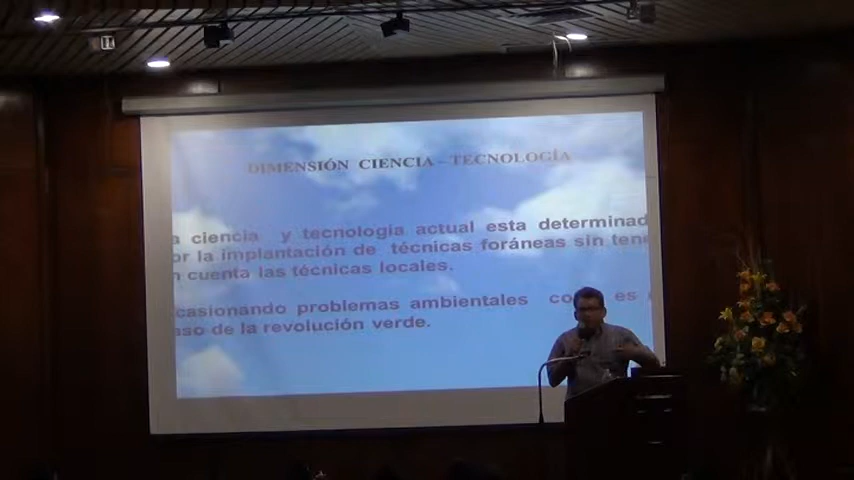 DIMENSIÓN CIENCIA – TECNOLOGÍA
a ciencia y tecnología actual esta determinad
or la implantación de técnicas foráneas sin ten
n cuenta las técnicas locales.
casionando problemas ambientales es
aso de la revolución verde.